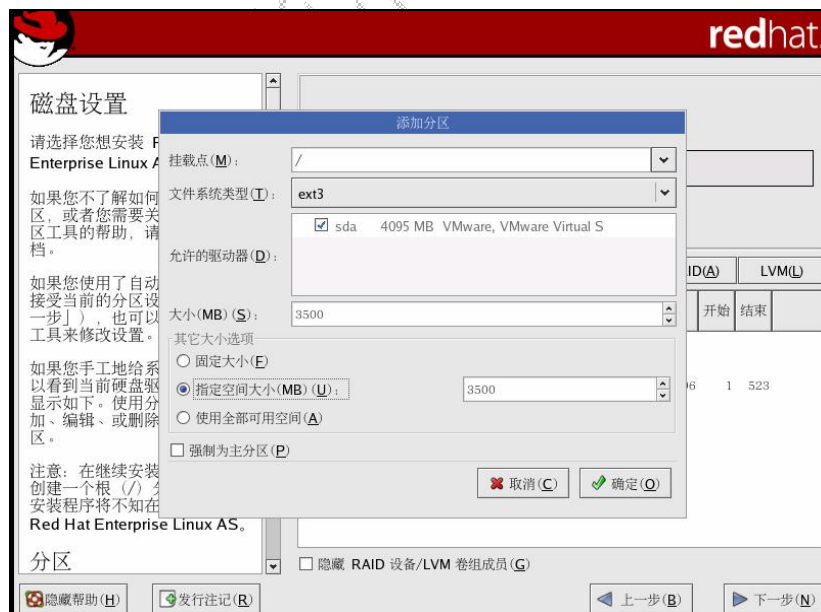 redhat.
磁盘设置
请选择您想安装
Enterprise Linux A
如果您不了解如何
区，或者您需要关
区工具的帮助，请
档。
如果您使用了自动
接受当前的分区设
一步」），也可以
工具来修改设置。
如果您手工地给系
以看到当前硬盘驱
显示如下。使用分
加、编辑、或删除
区。
注意：在继续安装
创建一个根（/）
安装程序将不知在
Red Hat Enterprise Linux AS。
分区
添加分区
挂载点(M)：
/
文件系统类型(T)：
ext3
允许的驱动器(D)：
sda 4095 MB VMware, VMware Virtual S
大小(MB)(S)：
3500
其它大小选项
固定大小(F)
指定空间大小(MB)(U)：
3500
使用全部可用空间(A)
强制为主分区(P)
取消(C)
确定(O)
ID(A)
LVM(L)
开始
结束
6 1 523
隐藏 RAID 设备/LVM 卷组成员(G)
隐藏帮助(H)
发行注记(R)
上一步(B)
下一步(N)